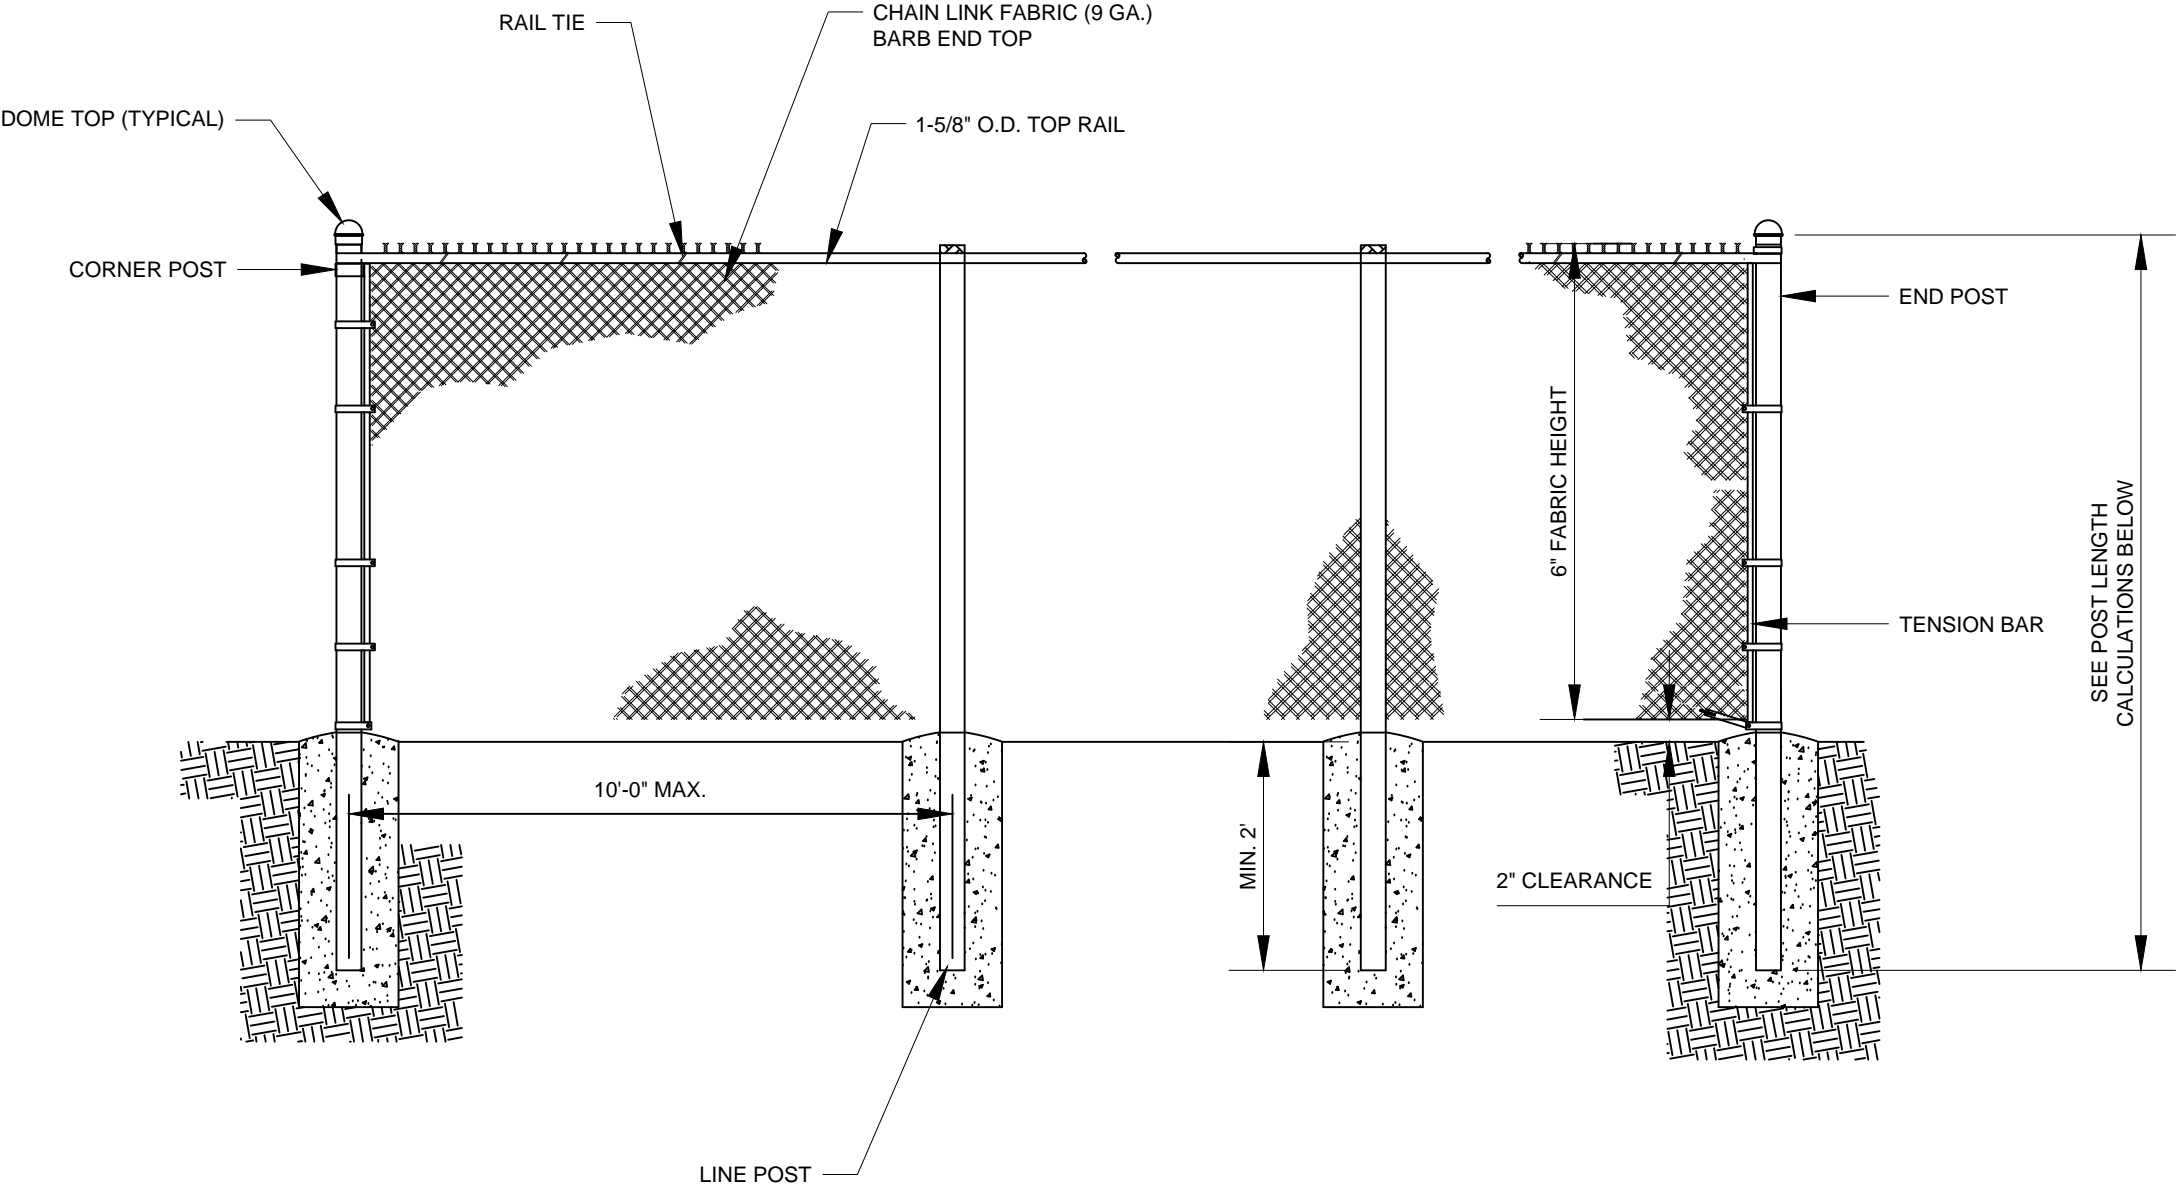 RAIL TIE
CHAIN LINK FABRIC (9 GA.)
BARB END TOP
DOME TOP (TYPICAL)
1-5/8" O.D. TOP RAIL
CORNER POST
END POST
6" FABRIC HEIGHT
SEE POST LENGTH
CALCULATIONS BELOW
TENSION BAR
10'-0" MAX.
MIN. 2'
2" CLEARANCE
LINE POST